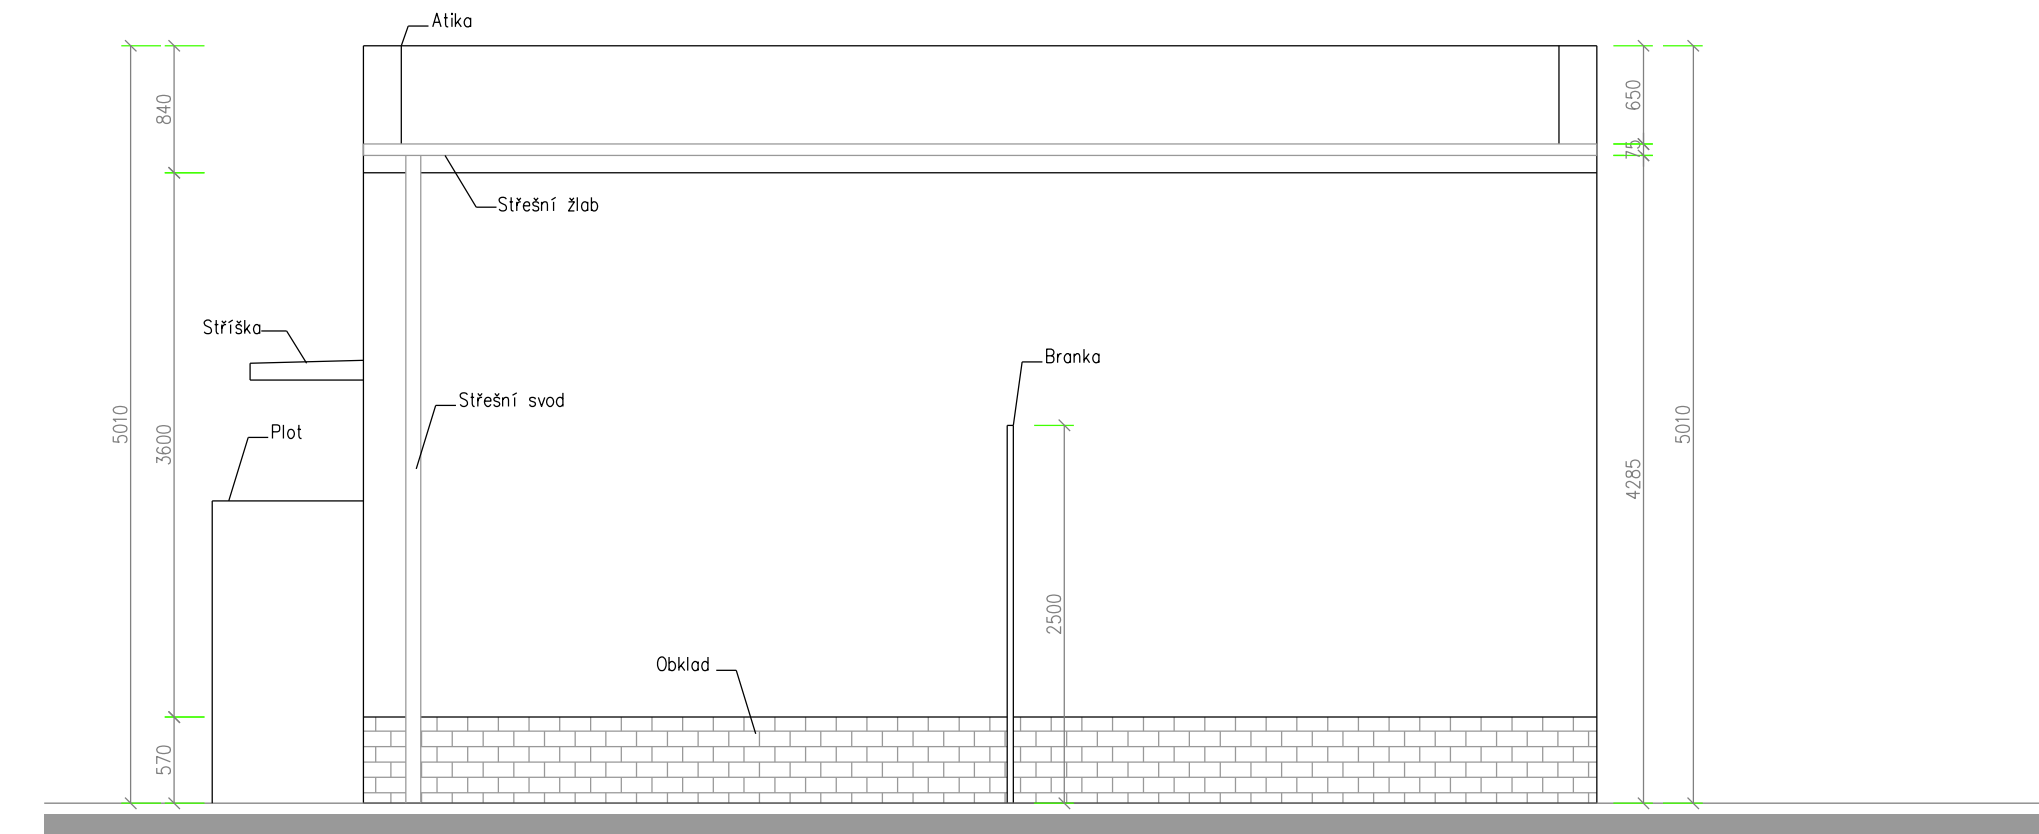 Atika
840
650
75
Střešní žlab
Stříška
Branka
Střešní svod
5010
3600
Plot
5010
4285
2500
Obklad
570